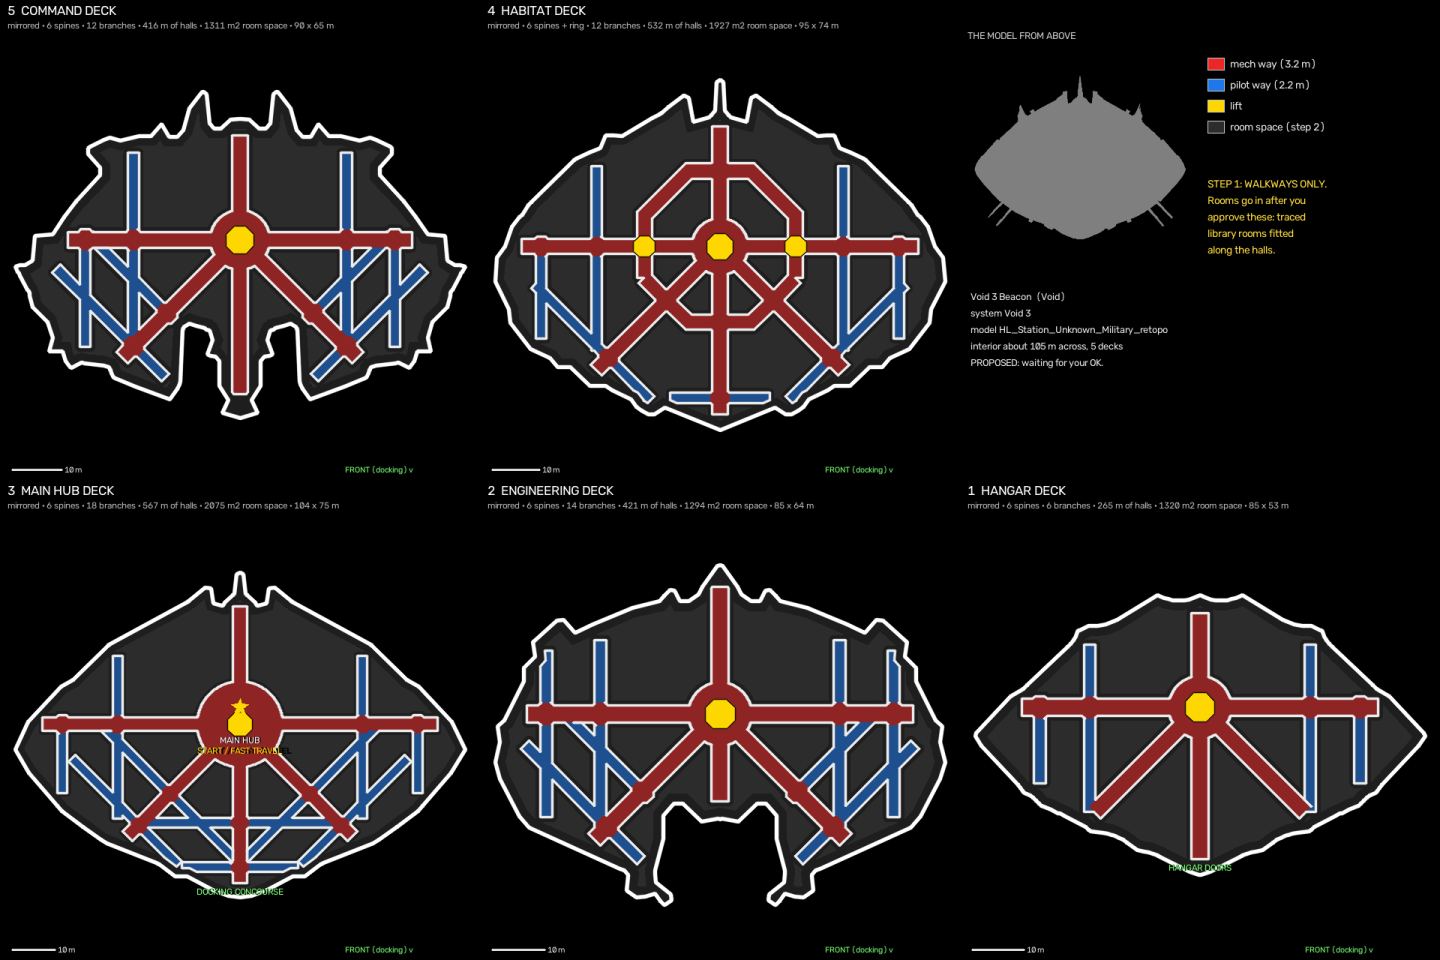 5 COMMAND DECK
mirrored • 6 spines • 12 branches • 416 m of halls • 1311 m2 room space • 90 x 65 m
FRONT (docking) v
10 m
4 HABITAT DECK
mirrored • 6 spines + ring • 12 branches • 532 m of halls • 1927 m2 room space • 95 x 74 m
10 m
FRONT (docking) v
THE MODEL FROM ABOVE
mech way (3.2 m)
pilot way (2.2 m)
lift
room space (step 2)
STEP 1: WALKWAYS ONLY.
Rooms go in after you
approve these: traced
library rooms fitted
along the halls.
Void 3 Beacon (Void)
system Void 3
model HL_Station_Unknown_Military_retopo
interior about 105 m across, 5 decks
PROPOSED: waiting for your OK.
3 MAIN HUB DECK
mirrored • 6 spines • 18 branches • 567 m of halls • 2075 m2 room space • 104 x 75 m
MAIN HUB
START / FAST TRAVEL
DOCKING CONCOURSE
10 m
FRONT (docking) v
2 ENGINEERING DECK
mirrored • 6 spines • 14 branches • 421 m of halls • 1294 m2 room space • 85 x 64 m
10 m
FRONT (docking) v
1 HANGAR DECK
mirrored • 6 spines • 6 branches • 265 m of halls • 1320 m2 room space • 85 x 53 m
HANGAR DOORS
10 m
FRONT (docking) v